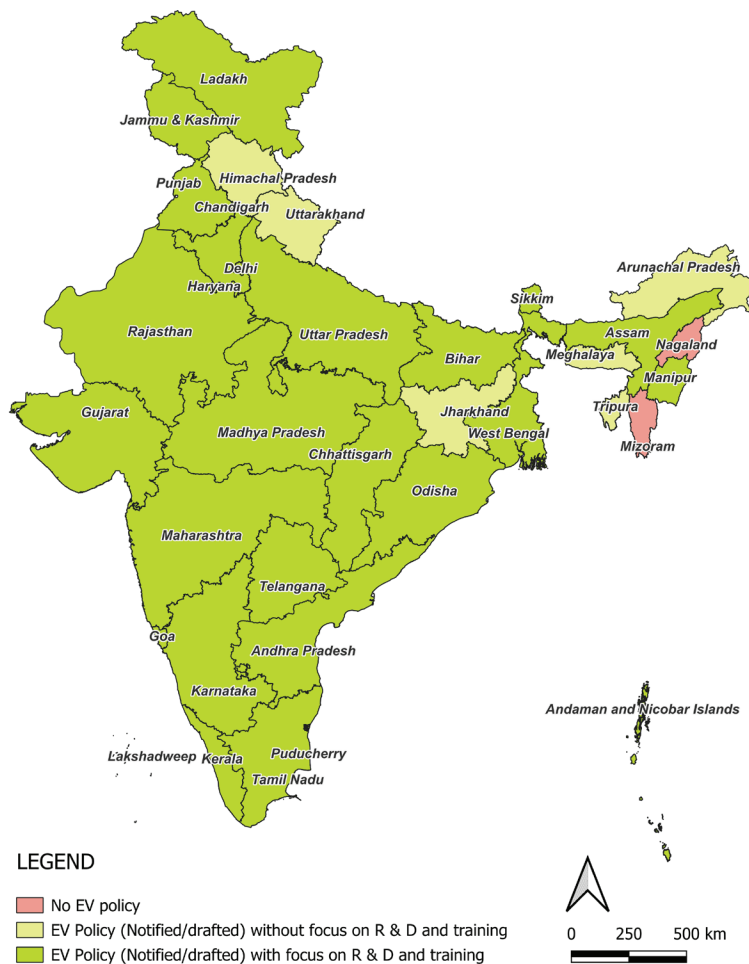 Ladakh
Jammu & Kashmir
Himachal Pradesh
Punjab
Chandigarh
Uttarakhand
Delhi
Haryana
Arunachal Pradesh
Sikkim
Rajasthan
Uttar Pradesh
Assam
Nagaland
Bihar
Meghalaya
Manipur
Gujarat
Jharkhand
Tripura
Madhya Pradesh
West Bengal
Mizoram
Chhattisgarh
Odisha
Maharashtra
Telangana
Goa
Andhra Pradesh
Karnataka
Andaman and Nicobar Islands
Lakshadweep
Kerala
Puducherry
Tamil Nadu
LEGEND
No EV policy
EV Policy (Notified/drafted) without focus on R & D and training
EV Policy (Notified/drafted) with focus on R & D and training
0 250 500 km